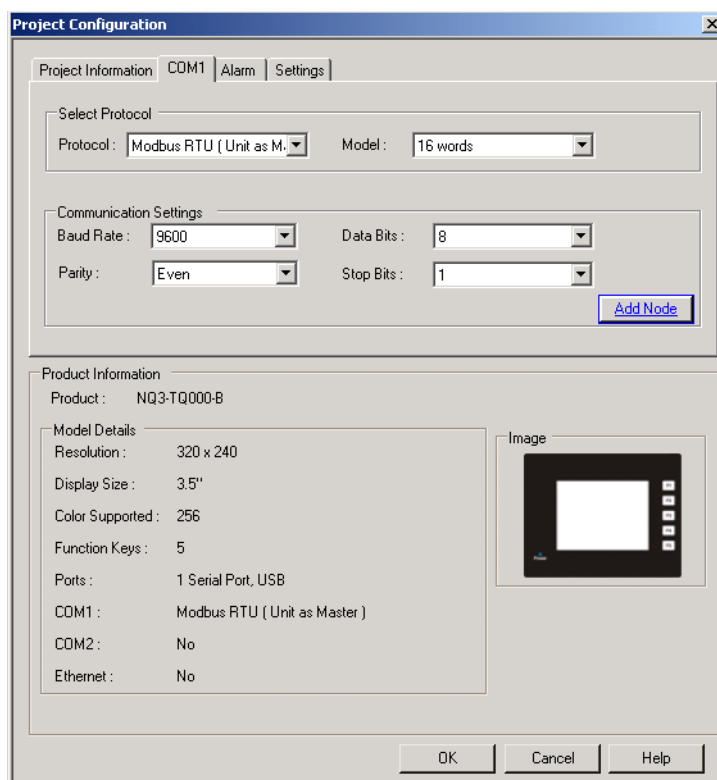 Project Configuration
Project Information COM1 Alarm Settings
Select Protocol
Protocol : Modbus RTU ( Unit as M. Model : 16 words
Communication Settings
Baud Rate : 9600 Data Bits : 8
Parity : Even Stop Bits : 1
Add Node
Product Information
Product : NQ3-TQ000-B
Model Details
Image
Resolution : 320 x 240
Display Size : 3.5"
Color Supported : 256
Function Keys : 5
Ports : 1 Serial Port, USB
COM1 : Modbus RTU ( Unit as Master )
COM2 : No
Ethernet : No
OK Cancel Help